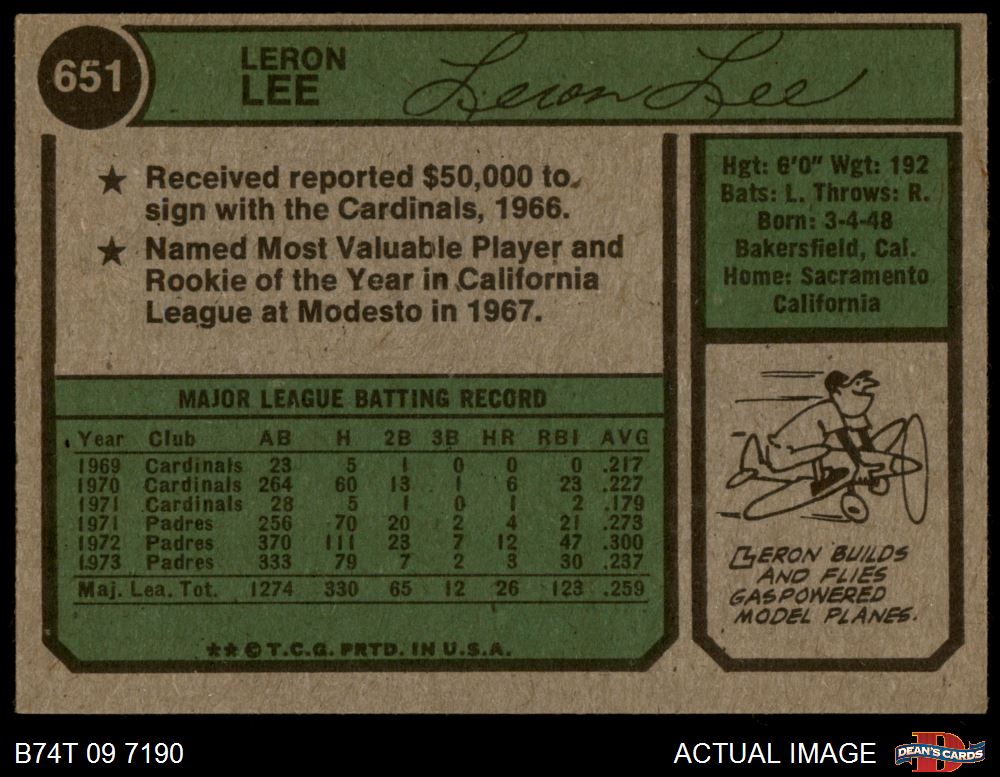 651
LERON
LEE
Leron Lee
★ Received reported $50,000 to
sign with the Cardinals, 1966.
★ Named Most Valuable Player and
Rookie of the Year in California
League at Modesto in 1967.
MAJOR LEAGUE BATTING RECORD
Year Club AB H 2B 3B HR RBI AVG
1969 Cardinals 23 5 1 0 0 0 .217
1970 Cardinals 264 60 13 1 6 23 .227
1971 Cardinals 28 5 1 0 1 2 .179
1971 Padres 256 70 20 2 4 21 .273
1972 Padres 370 111 23 7 12 47 .300
1973 Padres 333 79 7 2 3 30 .237
Maj. Lea. Tot. 1274 330 65 12 26 123 .259
** © T.C.G. PRTD. IN U.S.A.
Hgt: 6'0" Wgt: 192
Bats: L. Throws: R.
Born: 3-4-48
Bakersfield, Cal.
Home: Sacramento
California
LERON BUILDS
AND FLIES
GASPOWERED
MODEL PLANES.
B74T 09 7190
ACTUAL IMAGE
D
DEAN'S CARDS